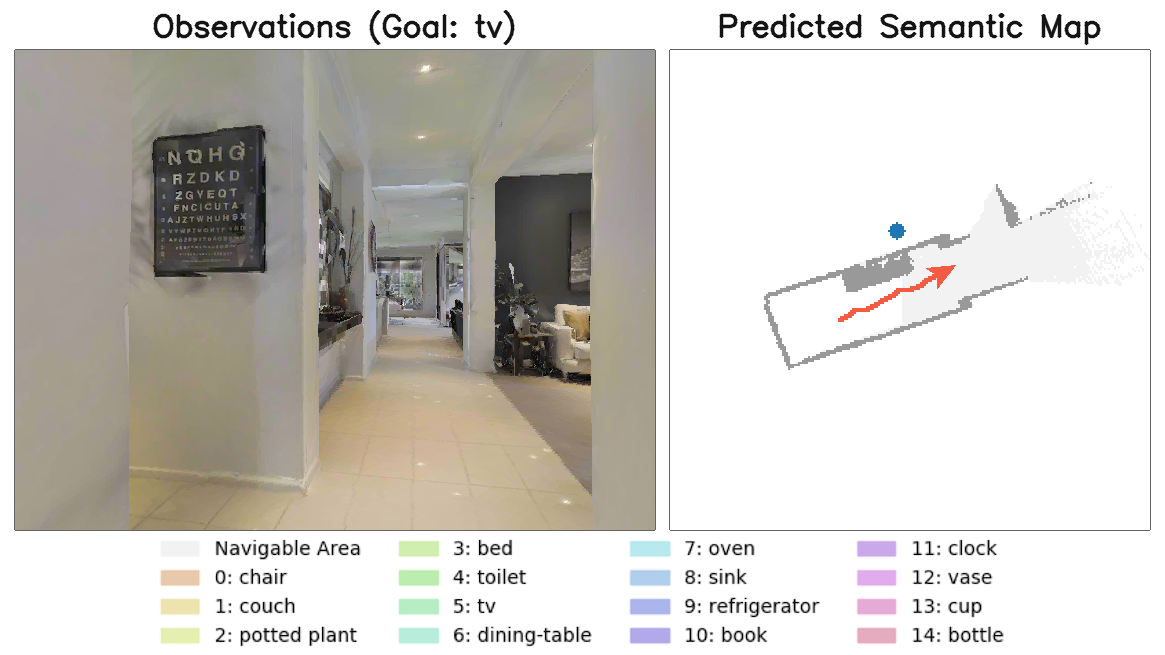 Observations (Goal: tv)
Predicted Semantic Map
NQHG
RZDKD
ZGYEQT
FNCICUTA
AJZTWHUHSX
Navigable Area
0: chair
1: couch
2: potted plant
3: bed
4: toilet
5: tv
6: dining-table
7: oven
8: sink
9: refrigerator
10: book
11: clock
12: vase
13: cup
14: bottle